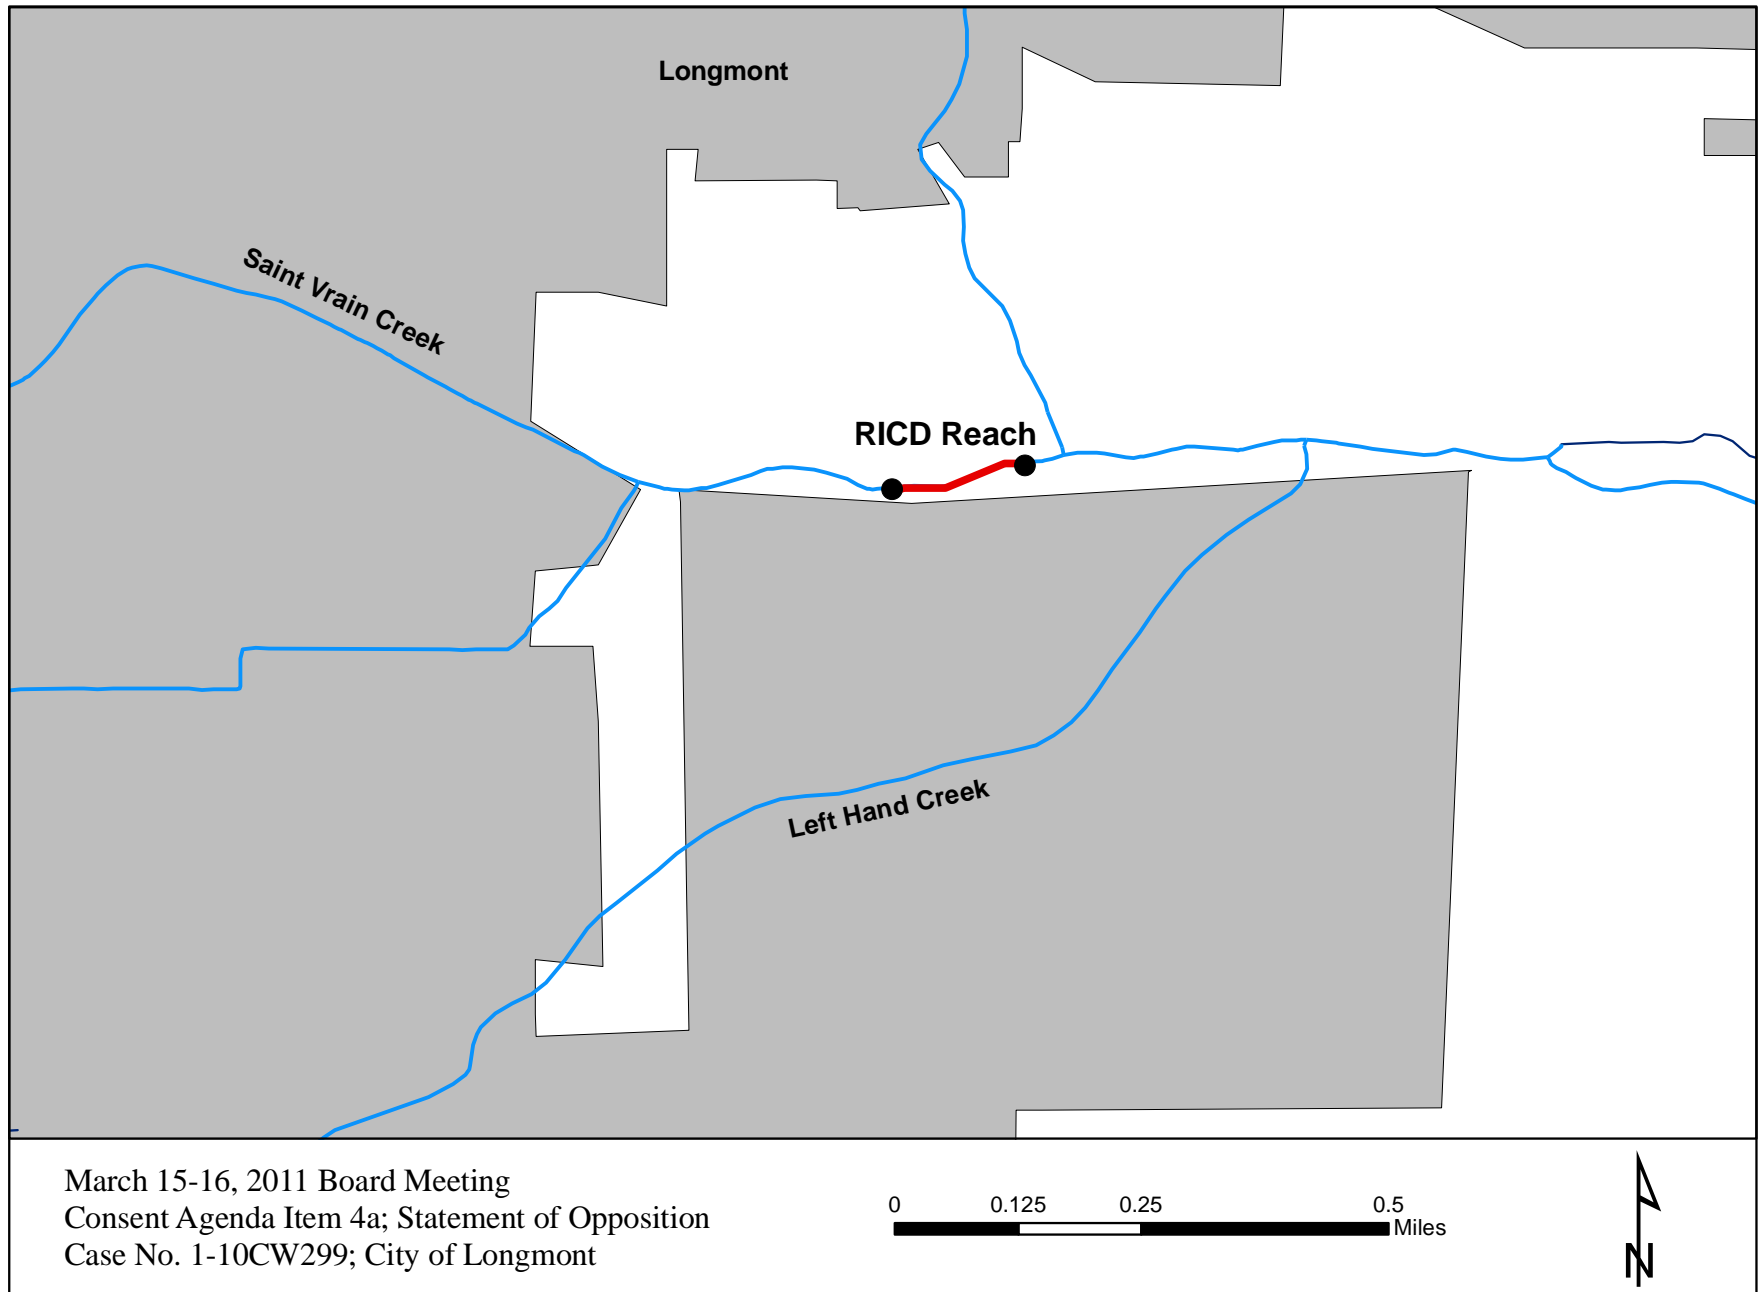 Longmont
Saint Vrain Creek
RICD Reach
Left Hand Creek
March 15-16, 2011 Board Meeting
Consent Agenda Item 4a; Statement of Opposition
Case No. 1-10CW299; City of Longmont
0 0.125 0.25 0.5
Miles
N